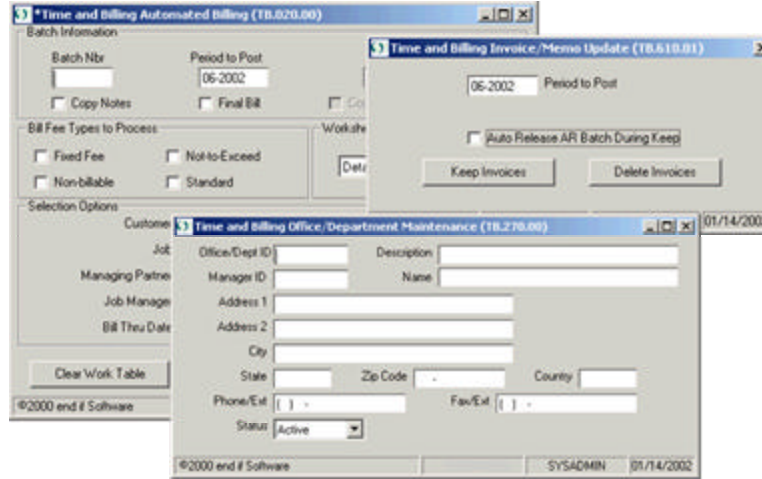 *Time and Billing Automated Billing (TB.020.00)
Batch Information
Batch Nbr Period to Post
06-2002
Copy Notes Final Bill
Bill Fee Types to Process
Fixed Fee Not-to-Exceed
Non-billable Standard
Selection Options
Customer
Job
Managing Partne
Job Manager
Bill Thru Date
Clear Work Table
©2000 end if Software
Time and Billing Invoice/Memo Update (TB.610.01)
06-2002 Period to Post
Auto Release AR Batch During Keep
Keep Invoices Delete Invoices
Time and Billing Office/Department Maintenance (TB.270.00)
Office/Dept ID Description
Manager ID Name
Address 1
Address 2
City
State Zip Code - Country
Phone/Ext ( ) - Fax/Ext ( ) -
Status Active
©2000 end if Software SYSADMIN 01/14/2002